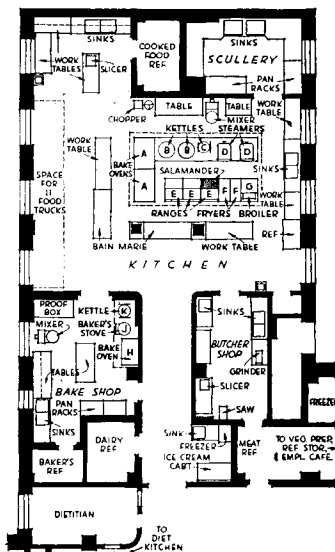 SINKS
WORK
TABLES
SLICER
COOKED
FOOD
REF
SINKS
SCULLERY
PAN
RACKS
CHOPPER
TABLE
TABLE
MIXER
WORK
TABLE
KETTLES
STEAMERS
WORK
TABLE
BAKE
OVENS
A
A
B
B
C
D
D
SINKS
SALAMANDER
E
E
E
F
F
G
SPACE
FOR
11
FOOD
TRUCKS
RANGES
FRYERS
BROILER
WORK
TABLE
REF
BAIN MARIE
WORK TABLE
KITCHEN
PROOF
BOX
KETTLE
K
MIXER
BAKER'S
STOVE
J
BAKE
OVEN
H
TABLES
BAKE SHOP
PAN
RACKS
SINKS
SINKS
BUTCHER
SHOP
GRINDER
SLICER
SAW
FREEZER
BAKER'S
REF
DAIRY
REF
SINK
FREEZER
ICE CREAM
CAB'T
MEAT
REF
TO VEG. PREP.
REF STOR.,
& EMPL. CAFE.
DIETITIAN
TO
DIET
KITCHEN